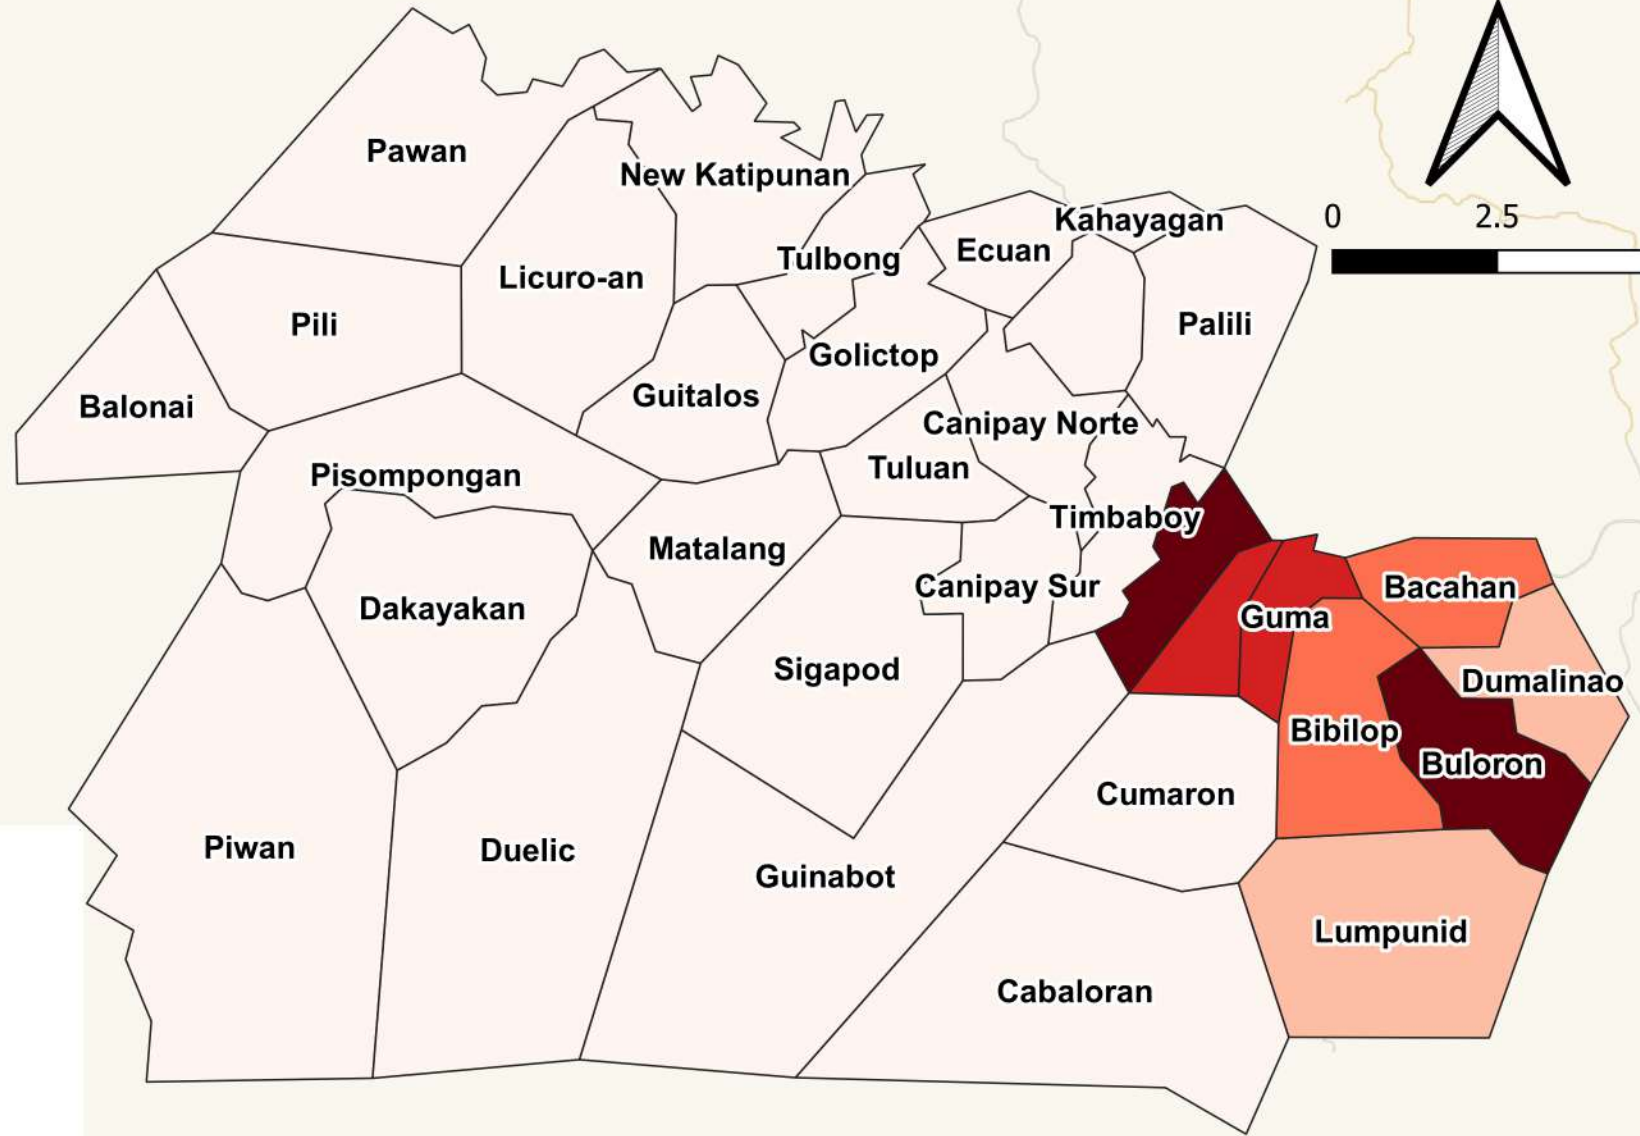 Pawan
New Katipunan
0
2.5
Kahayagan
Ecuan
Tulbong
Licuro-an
Pili
Palili
Golictop
Guitalos
Balonai
Canipay Norte
Tuluan
Pisompongan
Timbaboy
Matalang
Canipay Sur
Bacahan
Dakayakan
Guma
Sigapod
Dumalinao
Bibilop
Buloron
Cumaron
Piwan
Duelic
Guinabot
Lumpunid
Cabaloran